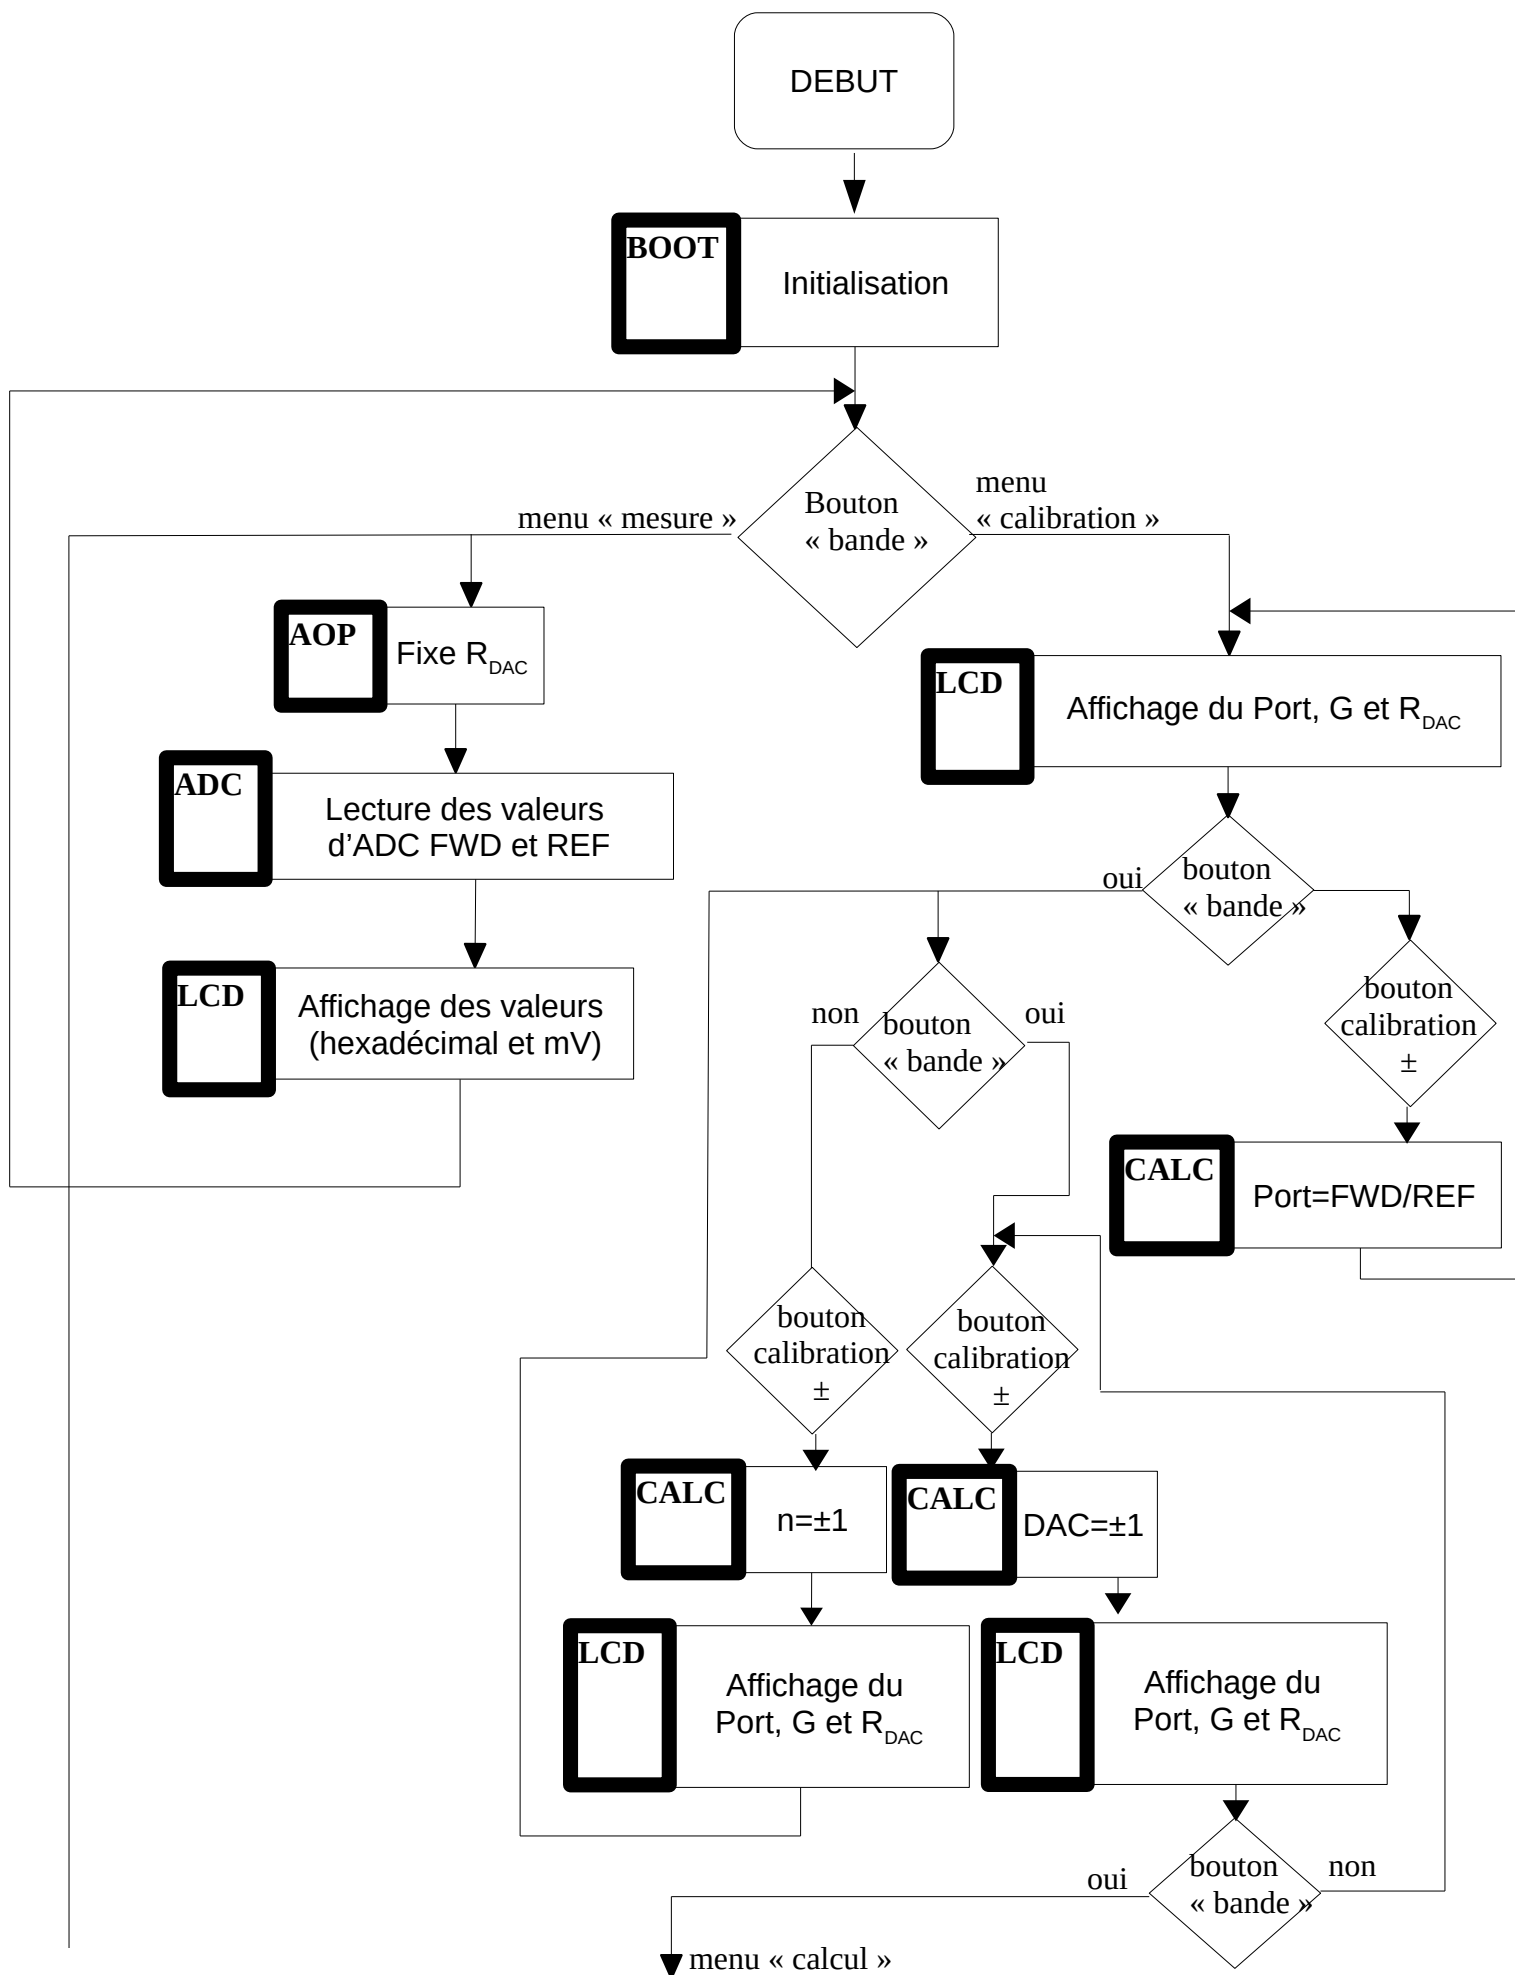 DEBUT
BOOT
Initialisation
Bouton
« bande »
menu « mesure »
menu
« calibration »
AOP
Fixe RDAC
LCD
Affichage du Port, G et RDAC
ADC
Lecture des valeurs
d’ADC FWD et REF
oui
bouton
« bande »
LCD
Affichage des valeurs
(hexadécimal et mV)
non
bouton
« bande »
oui
bouton
calibration
±
CALC
Port=FWD/REF
bouton
calibration
±
bouton
calibration
±
CALC
n=±1
CALC
DAC=±1
LCD
Affichage du
Port, G et RDAC
LCD
Affichage du
Port, G et RDAC
oui
bouton
« bande »
non
menu « calcul »